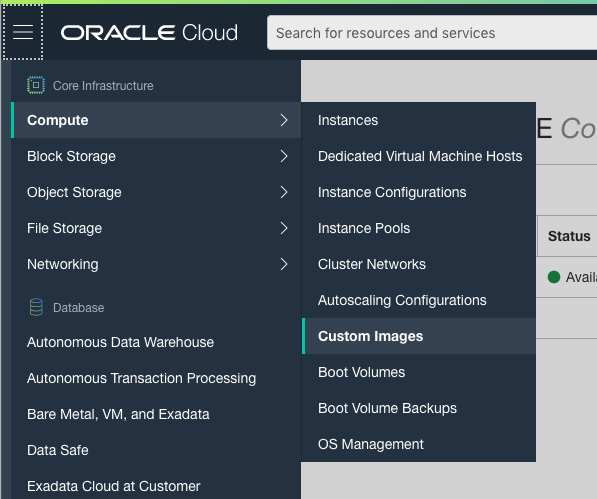 ORACLE Cloud
Search for resources and services
Core Infrastructure
Compute
Block Storage
Object Storage
File Storage
Networking
Database
Autonomous Data Warehouse
Autonomous Transaction Processing
Bare Metal, VM, and Exadata
Data Safe
Exadata Cloud at Customer
Instances
Dedicated Virtual Machine Hosts
Instance Configurations
Instance Pools
Cluster Networks
Autoscaling Configurations
Custom Images
Boot Volumes
Boot Volume Backups
OS Management
E Co
Status
Avail